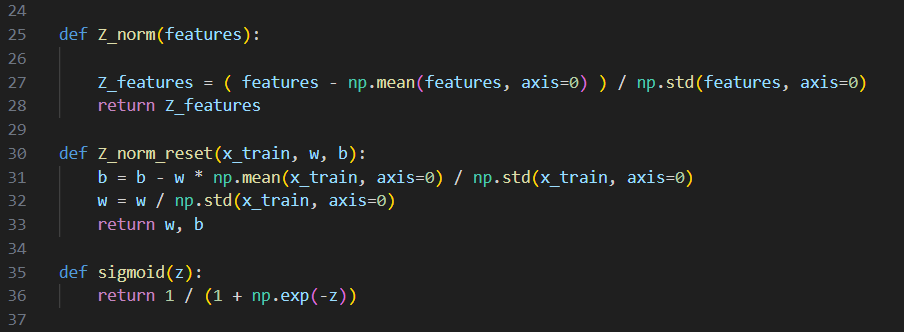 24
25 def Z_norm(features):
26
27     Z_features = ( features - np.mean(features, axis=0) ) / np.std(features, axis=0)
28     return Z_features
29
30 def Z_norm_reset(x_train, w, b):
31     b = b - w * np.mean(x_train, axis=0) / np.std(x_train, axis=0)
32     w = w / np.std(x_train, axis=0)
33     return w, b
34
35 def sigmoid(z):
36     return 1 / (1 + np.exp(-z))
37